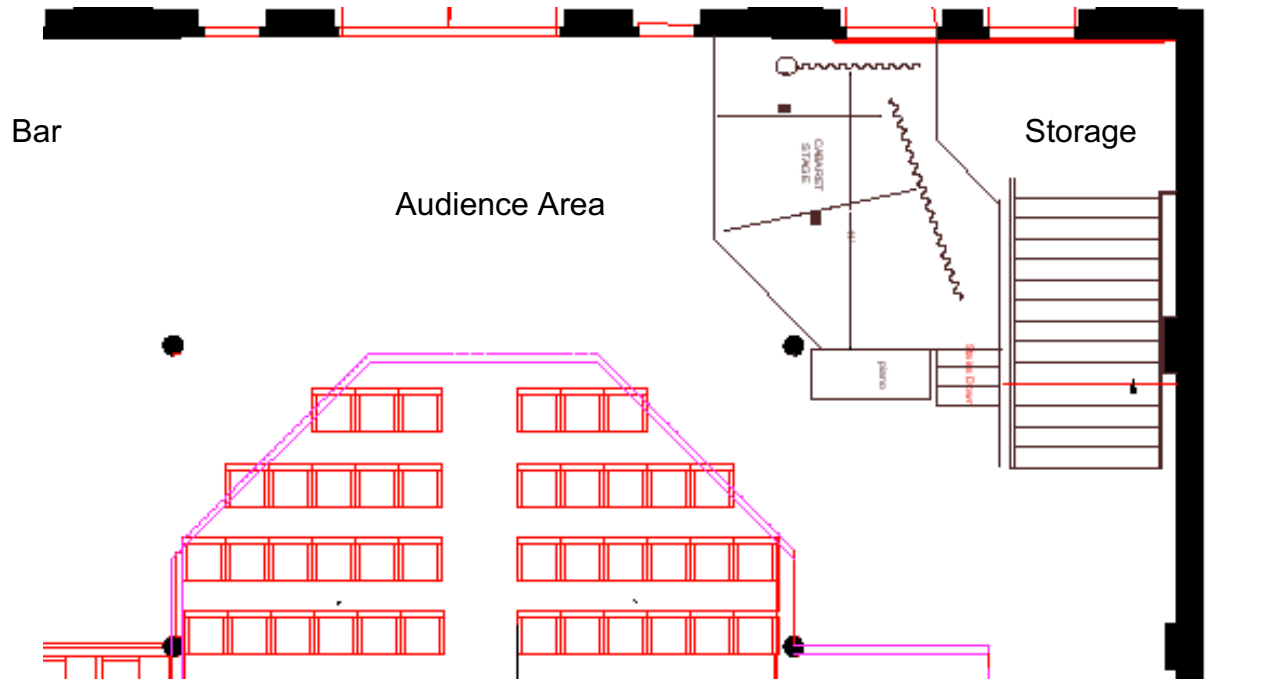 Bar
Audience Area
CABARET
STAGE
Storage
piano
Stairs Down